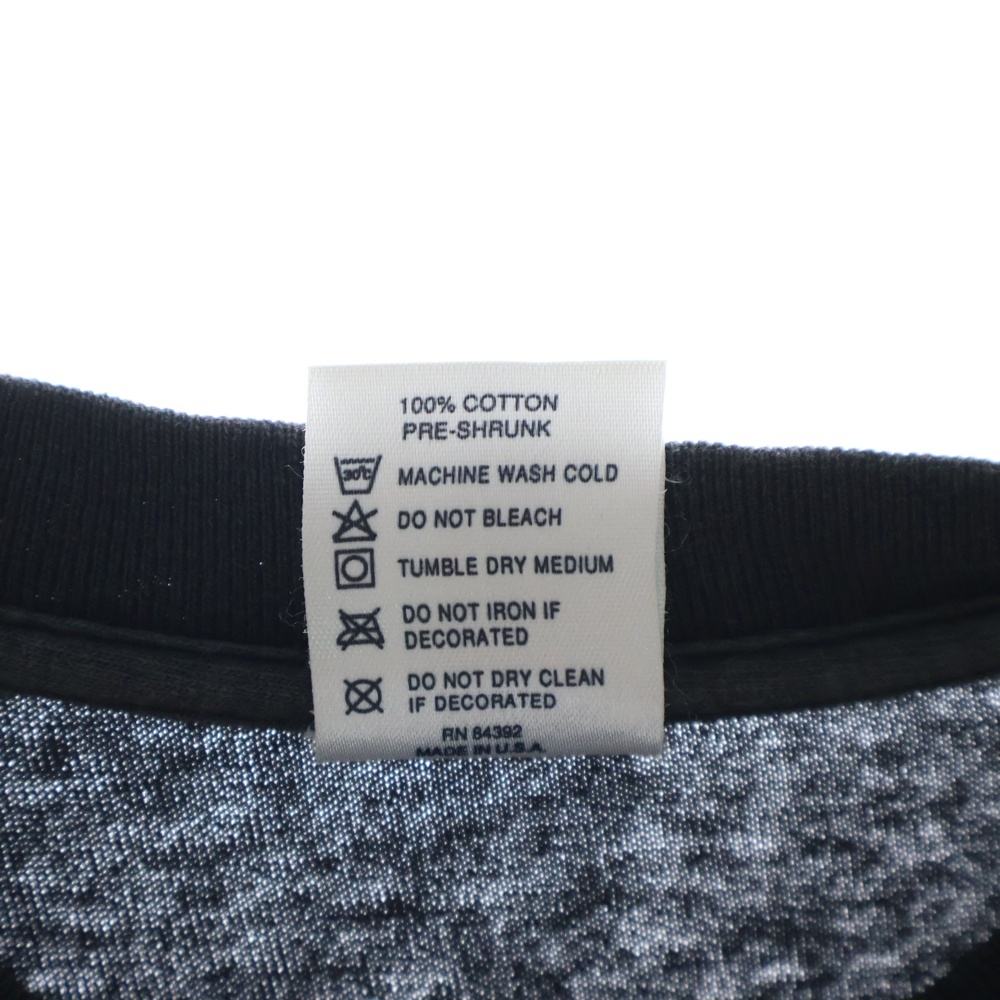 100% COTTON
PRE-SHRUNK
30°C
MACHINE WASH COLD
DO NOT BLEACH
TUMBLE DRY MEDIUM
DO NOT IRON IF
DECORATED
DO NOT DRY CLEAN
IF DECORATED
RN 84392
MADE IN U.S.A.